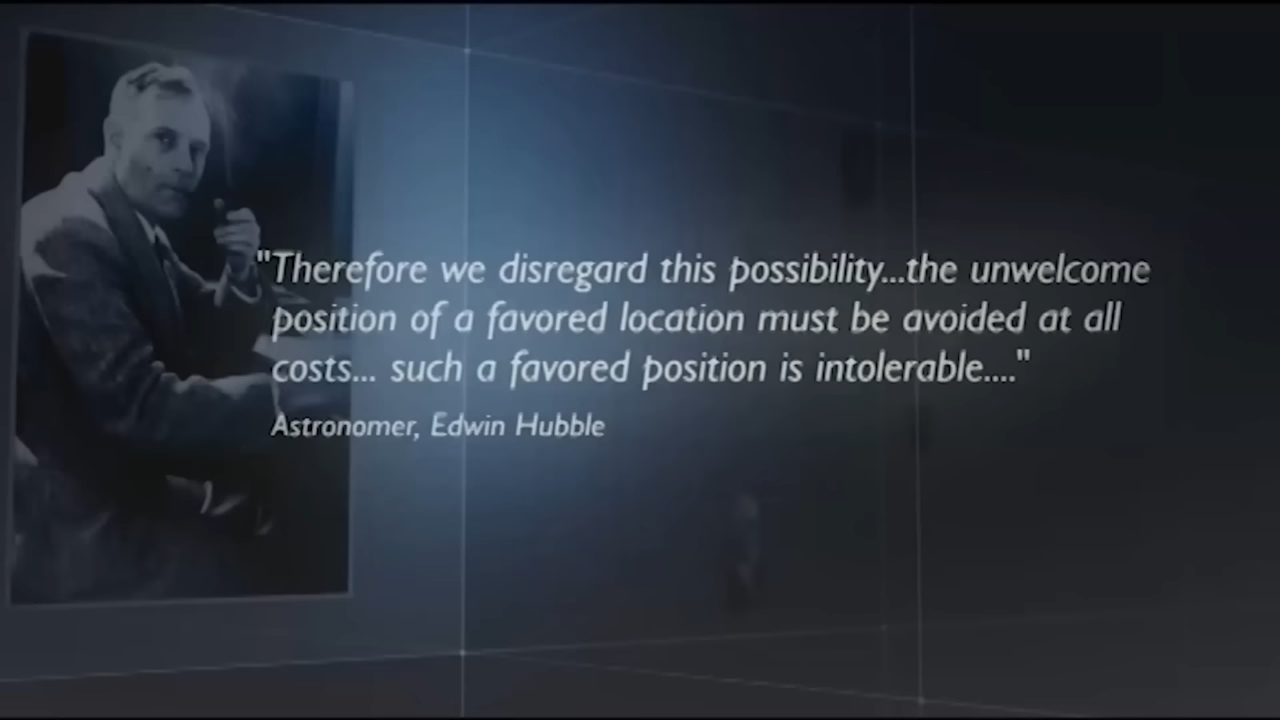 "Therefore we disregard this possibility...the unwelcome
position of a favored location must be avoided at all
costs... such a favored position is intolerable...."
Astronomer, Edwin Hubble